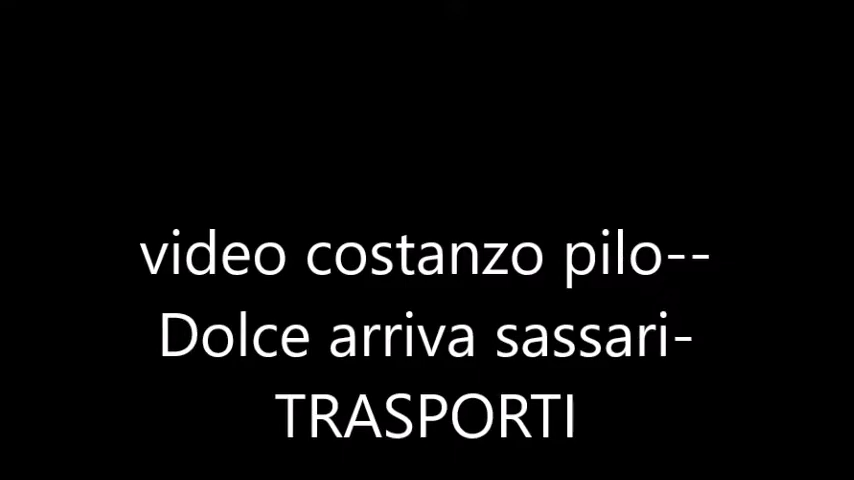 video costanzo pilo--
Dolce arriva sassari-
TRASPORTI